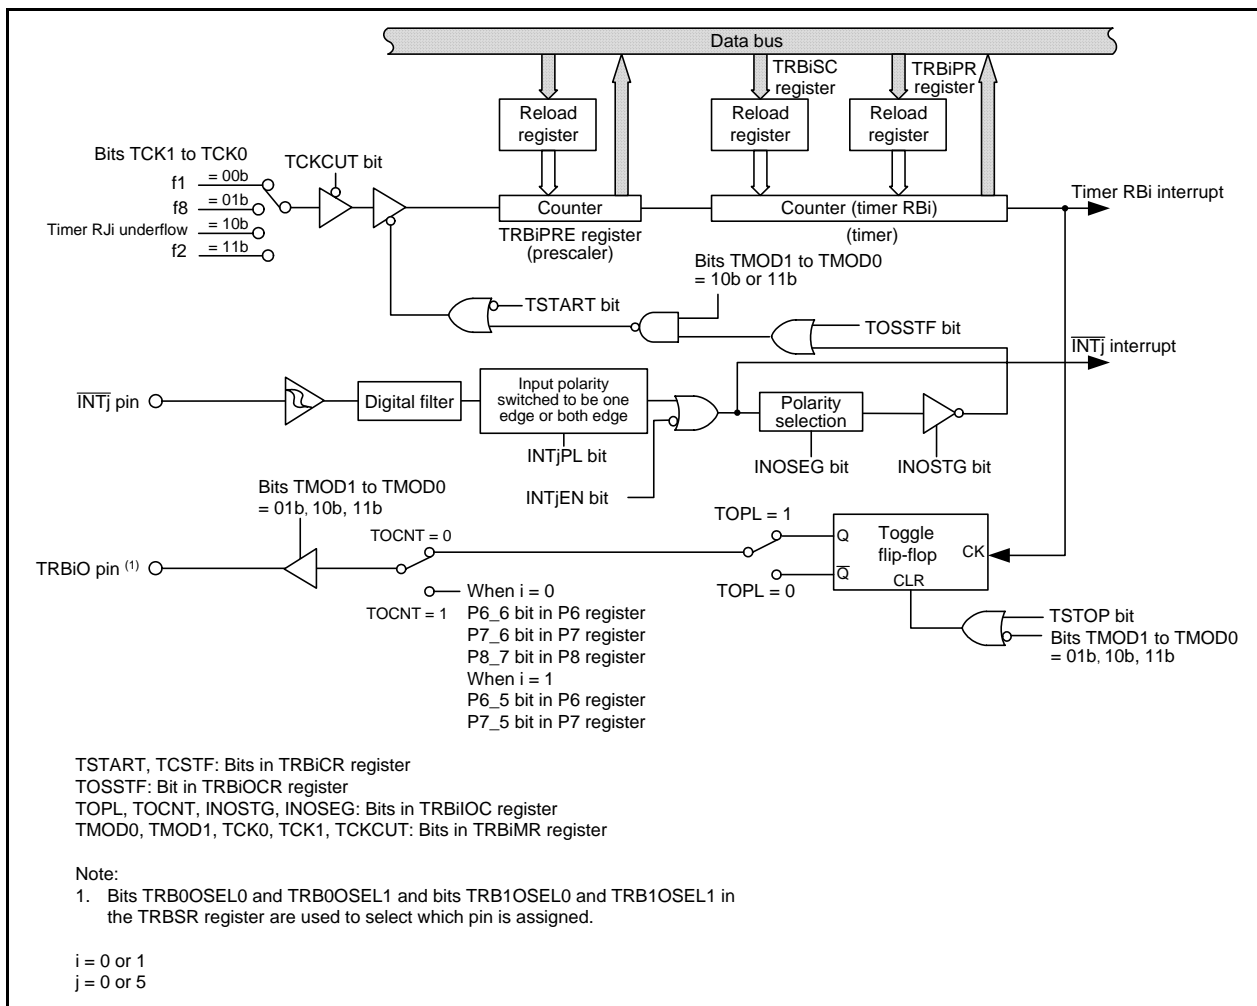 Data bus
TRBiSC
register
TRBiPR
register
Reload
register
Reload
register
Reload
register
Bits TCK1 to TCK0
TCKCUT bit
f1
= 00b
f8
= 01b
Timer RJi underflow
= 10b
f2
= 11b
Counter
Counter (timer RBi)
Timer RBi interrupt
TRBiPRE register
(prescaler)
(timer)
Bits TMOD1 to TMOD0
= 10b or 11b
TSTART bit
TOSSTF bit
INTj interrupt
INTj pin
Digital filter
Input polarity
switched to be one
edge or both edge
Polarity
selection
INTjPL bit
INOSEG bit
INOSTG bit
INTjEN bit
Bits TMOD1 to TMOD0
= 01b, 10b, 11b
TOCNT = 0
TOPL = 1
Q
Toggle
flip-flop
CK
Q
CLR
TRBiO pin (1)
TOPL = 0
TOCNT = 1
When i = 0
P6_6 bit in P6 register
P7_6 bit in P7 register
P8_7 bit in P8 register
When i = 1
P6_5 bit in P6 register
P7_5 bit in P7 register
TSTOP bit
Bits TMOD1 to TMOD0
= 01b, 10b, 11b
TSTART, TCSTF: Bits in TRBiCR register
TOSSTF: Bit in TRBiOCR register
TOPL, TOCNT, INOSTG, INOSEG: Bits in TRBiIOC register
TMOD0, TMOD1, TCK0, TCK1, TCKCUT: Bits in TRBiMR register
Note:
1. Bits TRB0OSEL0 and TRB0OSEL1 and bits TRB1OSEL0 and TRB1OSEL1 in
the TRBSR register are used to select which pin is assigned.
i = 0 or 1
j = 0 or 5